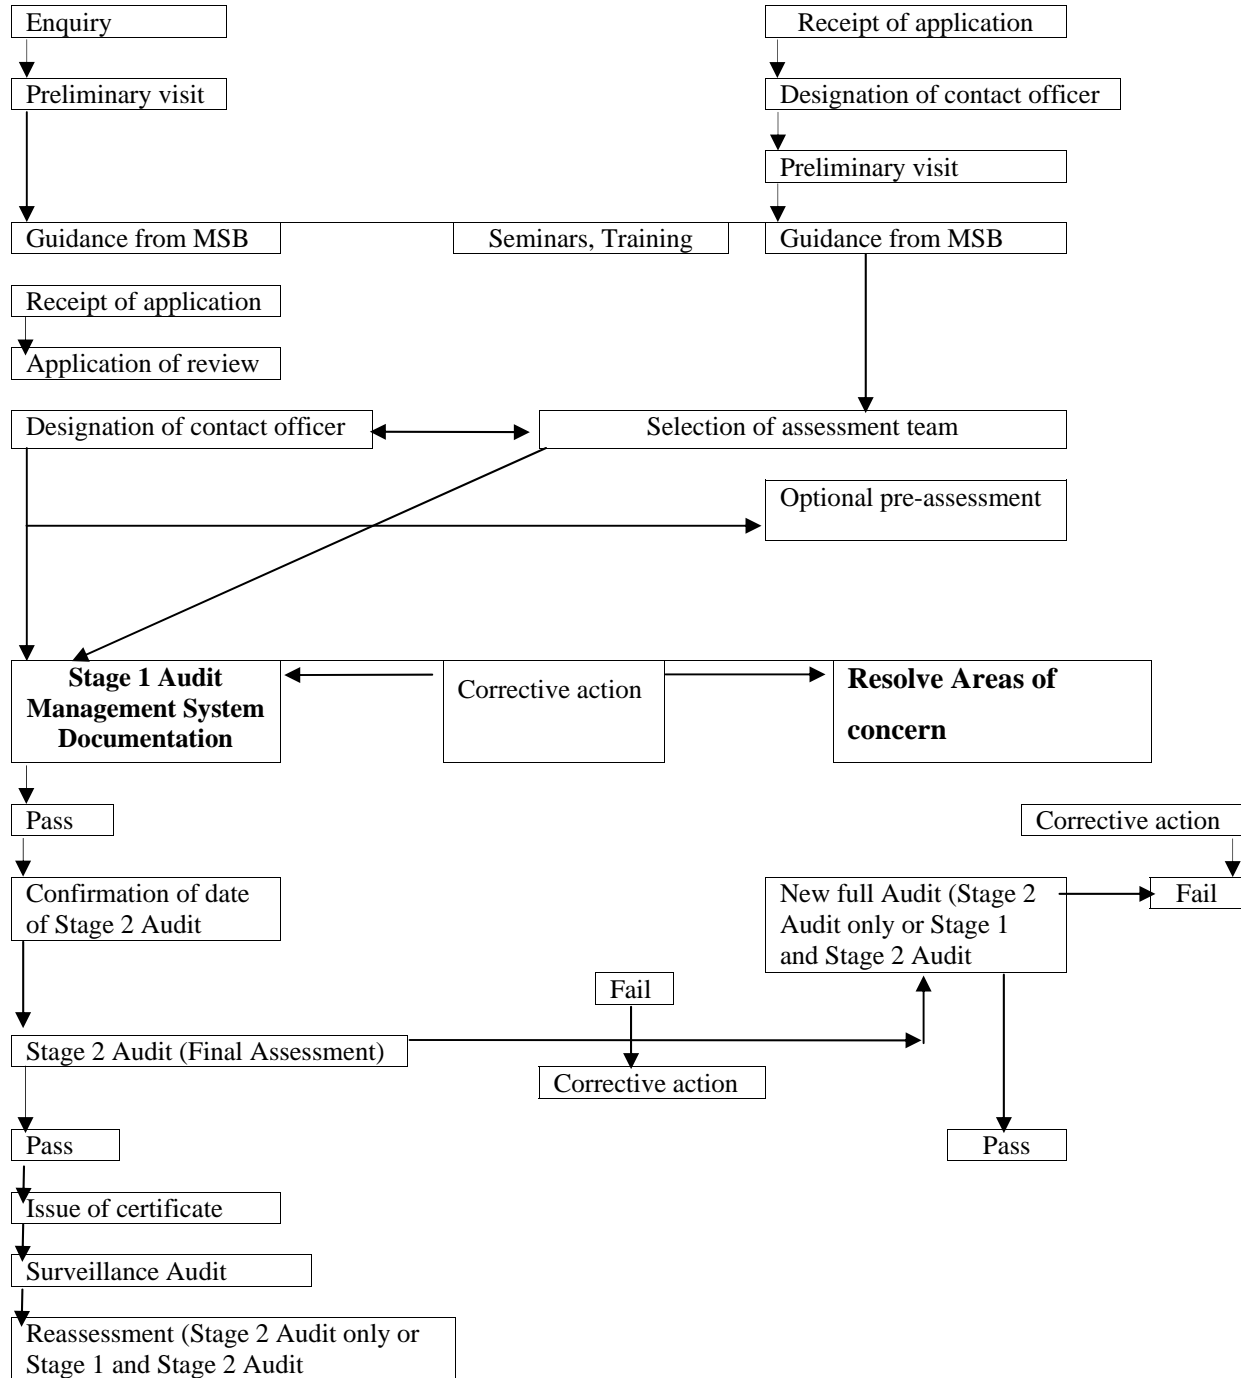 Enquiry
Receipt of application
Preliminary visit
Designation of contact officer
Preliminary visit
Guidance from MSB
Seminars, Training
Guidance from MSB
Receipt of application
Application of review
Designation of contact officer
Selection of assessment team
Optional pre-assessment
Stage 1 Audit
Management System
Documentation
Corrective action
Resolve Areas of
concern
Pass
Corrective action
Confirmation of date
of Stage 2 Audit
New full Audit (Stage 2
Audit only or Stage 1
and Stage 2 Audit
Fail
Fail
Stage 2 Audit (Final Assessment)
Corrective action
Pass
Pass
Issue of certificate
Surveillance Audit
Reassessment (Stage 2 Audit only or
Stage 1 and Stage 2 Audit